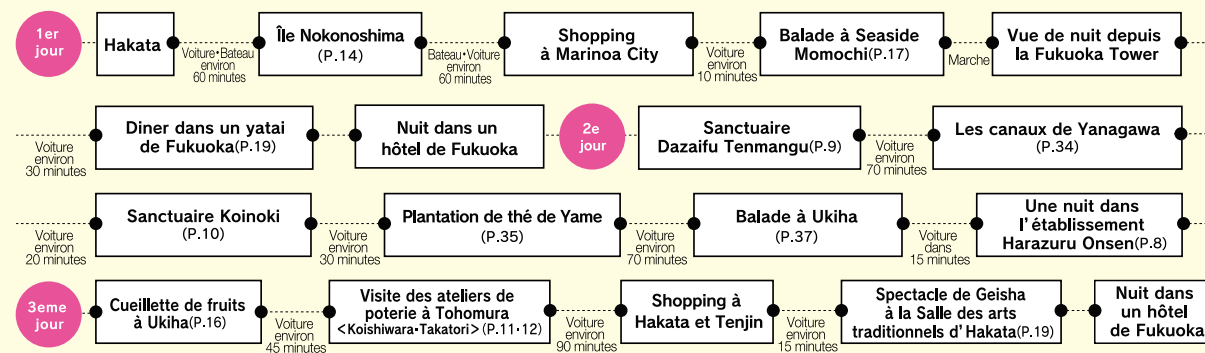 1er
jour
Hakata
Voiture・Bateau
environ
60 minutes
Île Nokonoshima
(P.14)
Bateau・Voiture
environ
60 minutes
Shopping
à Marinoa City
Voiture
environ
10 minutes
Balade à Seaside
Momochi(P.17)
Marche
Vue de nuit depuis
la Fukuoka Tower
Voiture
environ
30 minutes
Diner dans un yatai
de Fukuoka(P.19)
Nuit dans un
hôtel de Fukuoka
2e
jour
Sanctuaire
Dazaifu Tenmangu(P.9)
Voiture
environ
70 minutes
Les canaux de Yanagawa
(P.34)
Voiture
environ
20 minutes
Sanctuaire Koinoki
(P.10)
Voiture
environ
30 minutes
Plantation de thé de Yame
(P.35)
Voiture
environ
70 minutes
Balade à Ukiha
(P.37)
Voiture
dans
15 minutes
Une nuit dans
l'établissement
Harazuru Onsen(P.8)
3eme
jour
Cueillette de fruits
à Ukiha(P.16)
Voiture
environ
45 minutes
Visite des ateliers de
poterie à Tohomura
<Koishiwara・Takatori>(P.11・12)
Voiture
environ
90 minutes
Shopping à
Hakata et Tenjin
Voiture
environ
15 minutes
Spectacle de Geisha
à la Salle des arts
traditionnels d'Hakata(P.19)
Nuit dans
un hôtel
de Fukuoka